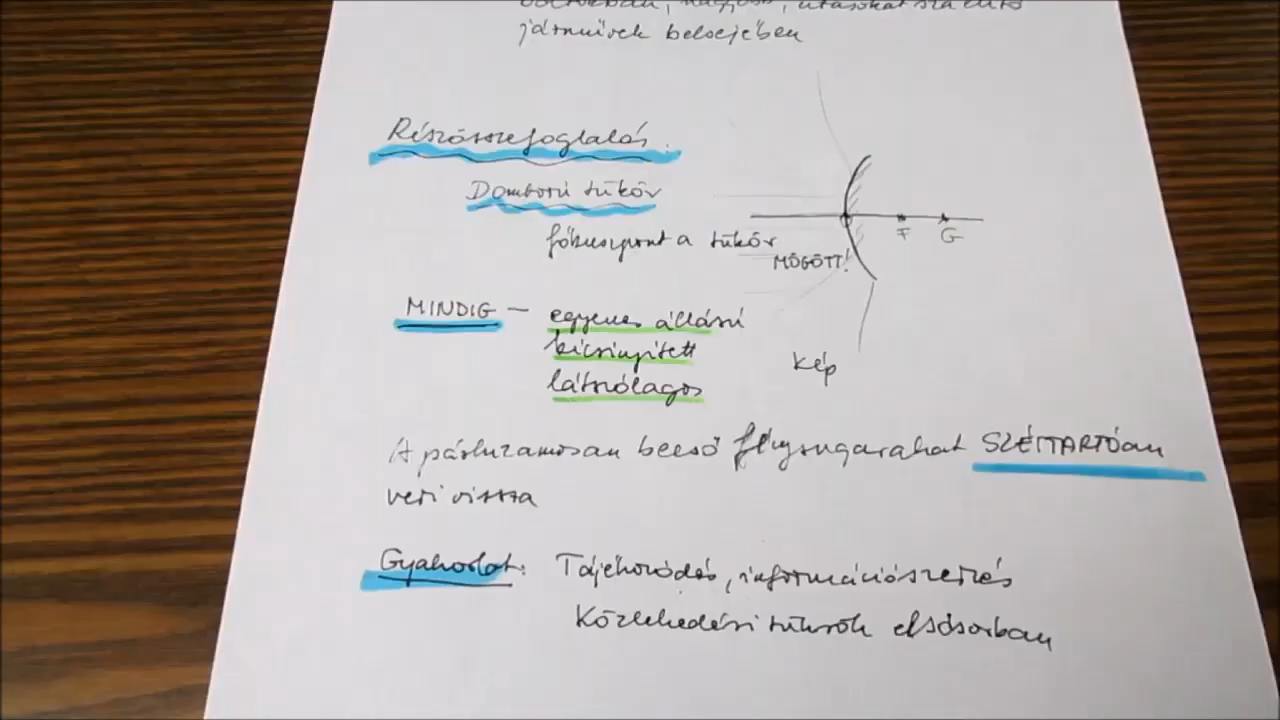 járművek belsejében
Részösszefoglalás.
Domború tükör
fókuszpont a tükör
MÖGÖTT!
F G
MINDIG — egyenes állású
kicsinyített
látszólagos
kép
A párhuzamosan beeső fénysugarakat SZÉTTARTÓan
veri vissza
Gyakorlat: Tájékozódás, információszerzés
Közlekedési tükrök elsősorban